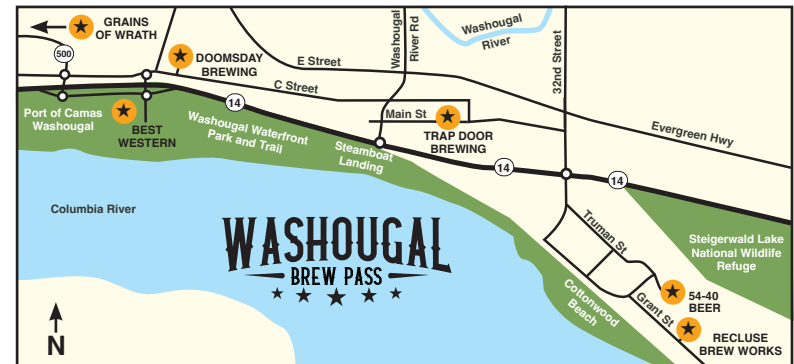 GRAINS
OF WRATH
500
DOOMSDAY
BREWING
E Street
C Street
Washougal
River Rd
Washougal
River
32nd Street
Port of Camas
Washougal
BEST
WESTERN
14
Washougal Waterfront
Park and Trail
Main St
TRAP DOOR
BREWING
Steamboat
Landing
Evergreen Hwy
14
14
Columbia River
WASHOUGAL
BREW PASS
Truman St
Steigerwald Lake
National Wildlife
Refuge
54-40
BEER
Grant St
Cottonwood
Beach
RECLUSE
BREW WORKS
N